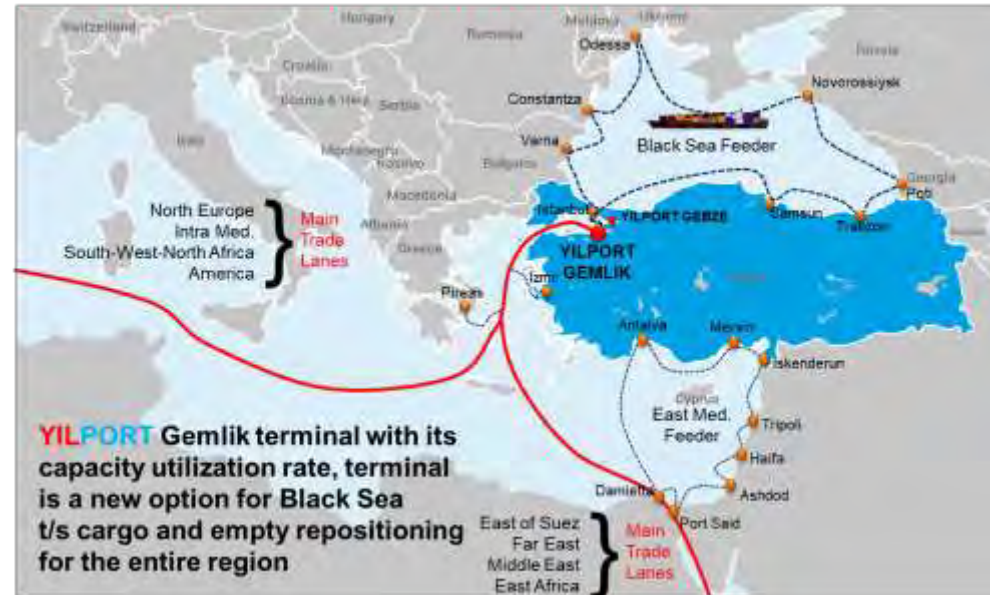 Switzerland
Hungary
Moldova
Ukraine
Romania
Odessa
Russia
Croatia
Novorossiysk
Bosnia & Herz
Serbia
Constantza
Italy
Varna
Black Sea Feeder
Montenegro
Kosovo
Bulgaria
Georgia
Poti
Macedonia
Albania
Istanbul
YILPORT GEBZE
Samsun
Trabzon
North Europe
Intra Med.
South-West-North Africa
America
Main
Trade
Lanes
Greece
YILPORT
GEMLIK
Izmir
Pireas
Antalya
Mersin
Iskenderun
Cyprus
East Med.
Feeder
Tripoli
Haifa
Ashdod
Damietta
Port Said
YILPORT Gemlik terminal with its
capacity utilization rate, terminal
is a new option for Black Sea
t/s cargo and empty repositioning
for the entire region
East of Suez
Far East
Middle East
East Africa
Main
Trade
Lanes